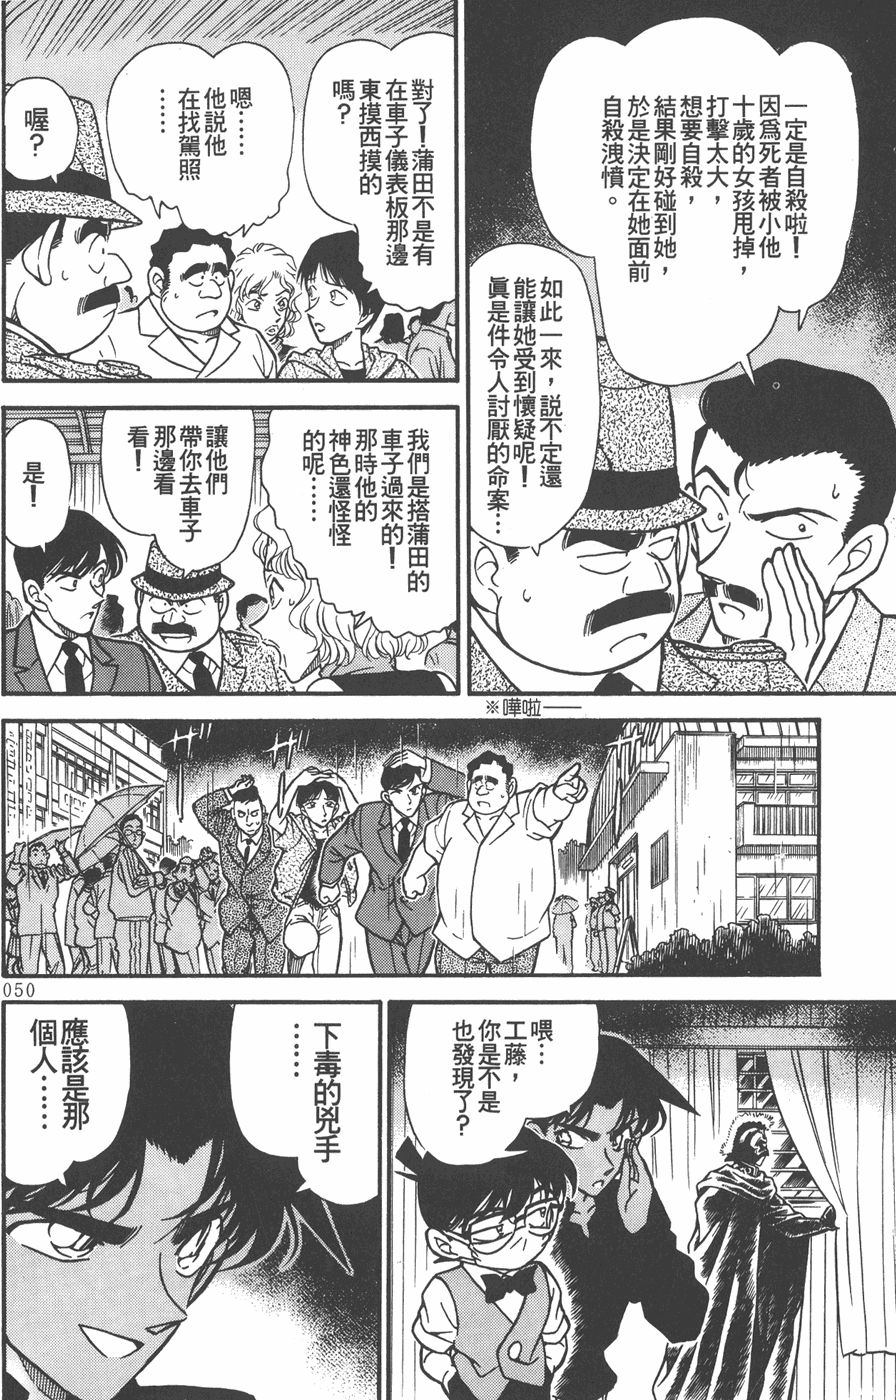 一定是自殺啦！
因爲死者被小他
十歲的女孩甩掉，
打擊太大，
想要自殺，
結果剛好碰到她，
於是決定在她面前
自殺洩憤。
如此一來，說不定還
能讓她受到懷疑呢！
眞是件令人討厭的命案…
對了！蒲田不是有
在車子儀表板那邊
東摸西摸的
嗎？
嗯……
他說他
在找駕照
……
喔？
我們是搭蒲田的
車子過來的！
那時他的
神色還怪怪
的呢……
讓他們
帶你去車子
那邊看
看！
是！
※嘩啦——
喂…
工藤，
你是不是
也發現了？
下毒的兇手
……
應該是那
個人……
050